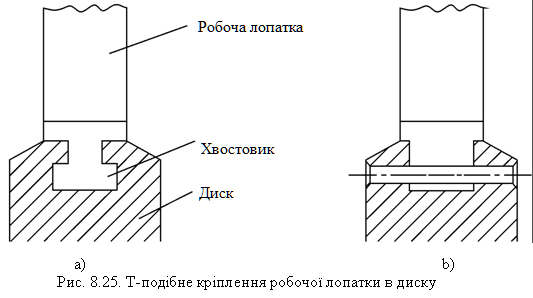 Робоча лопатка
Хвостовик
Диск
а) b)
Рис. 8.25. Т-подібне кріплення робочої лопатки в диску